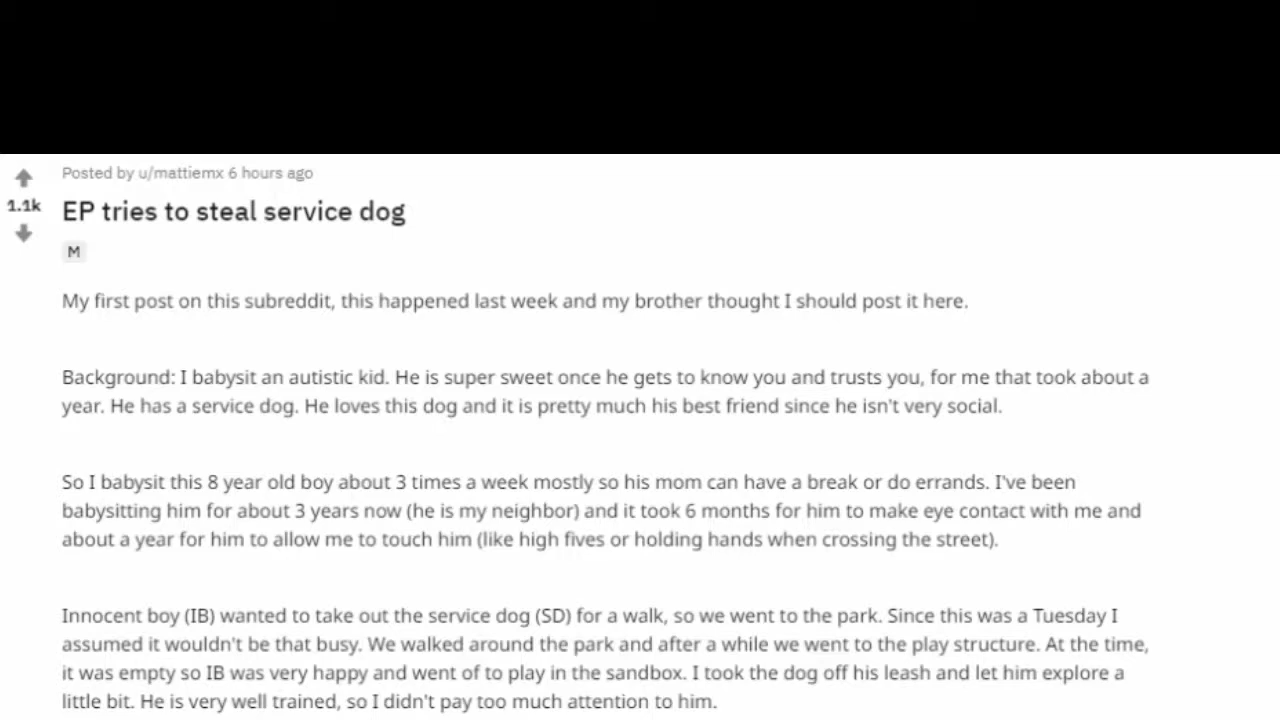 Posted by u/mattiemx 6 hours ago
1.1k
EP tries to steal service dog
M
My first post on this subreddit, this happened last week and my brother thought I should post it here.
Background: I babysit an autistic kid. He is super sweet once he gets to know you and trusts you, for me that took about a
year. He has a service dog. He loves this dog and it is pretty much his best friend since he isn't very social.
So I babysit this 8 year old boy about 3 times a week mostly so his mom can have a break or do errands. I've been
babysitting him for about 3 years now (he is my neighbor) and it took 6 months for him to make eye contact with me and
about a year for him to allow me to touch him (like high fives or holding hands when crossing the street).
Innocent boy (IB) wanted to take out the service dog (SD) for a walk, so we went to the park. Since this was a Tuesday I
assumed it wouldn't be that busy. We walked around the park and after a while we went to the play structure. At the time,
it was empty so IB was very happy and went of to play in the sandbox. I took the dog off his leash and let him explore a
little bit. He is very well trained, so I didn't pay too much attention to him.